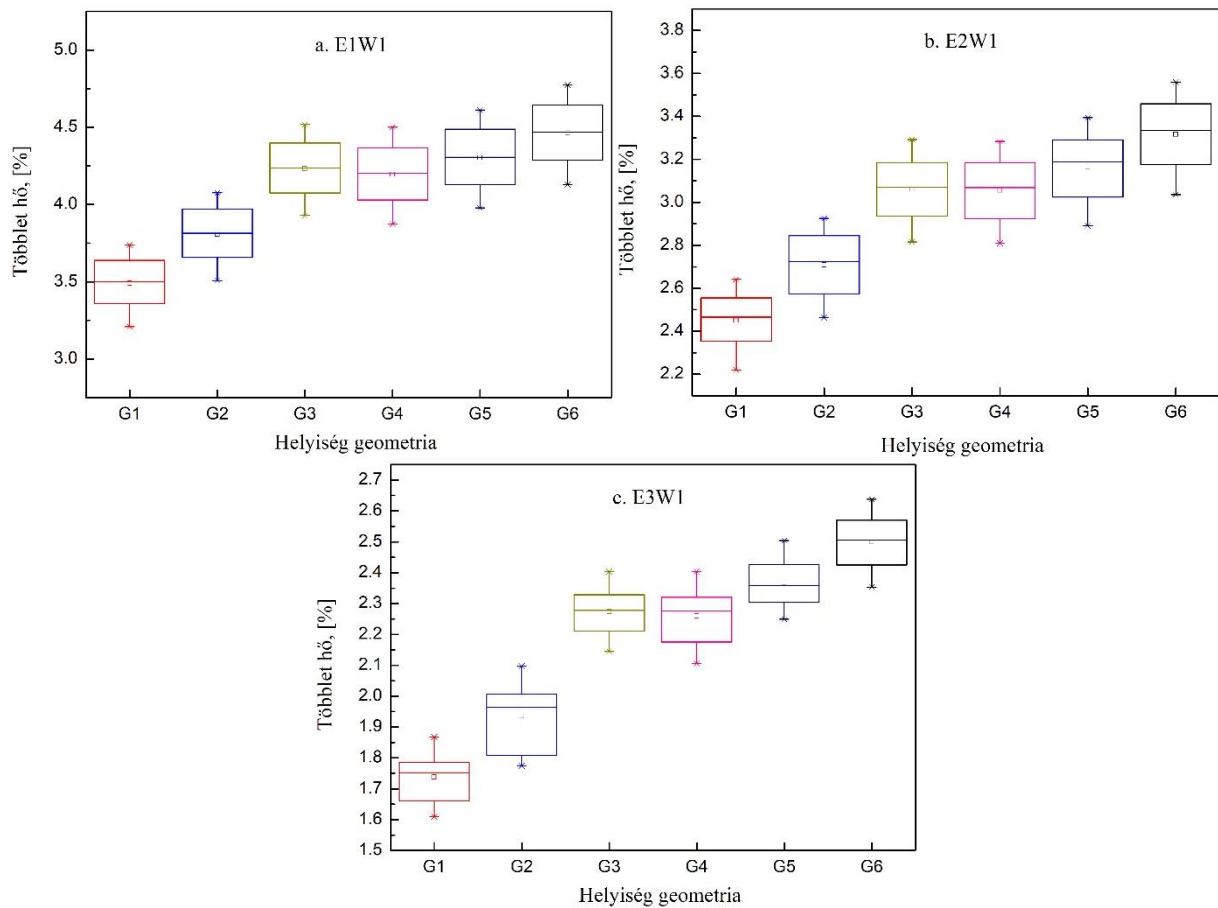 a. E1W1
Többlet hő, [%]
5.0
4.5
4.0
3.5
3.0
G1 G2 G3 G4 G5 G6
Helyiség geometria
b. E2W1
Többlet hő, [%]
3.8
3.6
3.4
3.2
3.0
2.8
2.6
2.4
2.2
G1 G2 G3 G4 G5 G6
Helyiség geometria
c. E3W1
Többlet hő, [%]
2.7
2.6
2.5
2.4
2.3
2.2
2.1
2.0
1.9
1.8
1.7
1.6
1.5
G1 G2 G3 G4 G5 G6
Helyiség geometria